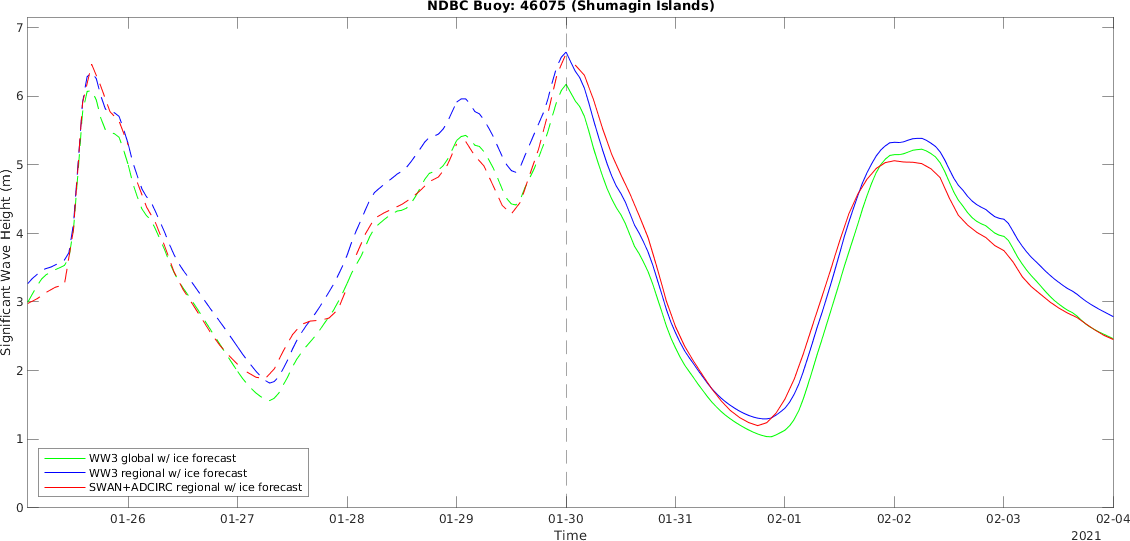 NDBC Buoy: 46075 (Shumagin Islands)
7
6
5
4
3
2
1
0
Significant Wave Height (m)
WW3 global w/ ice forecast
WW3 regional w/ ice forecast
SWAN+ADCIRC regional w/ ice forecast
01-26 01-27 01-28 01-29 01-30 01-31 02-01 02-02 02-03 02-04
Time
2021